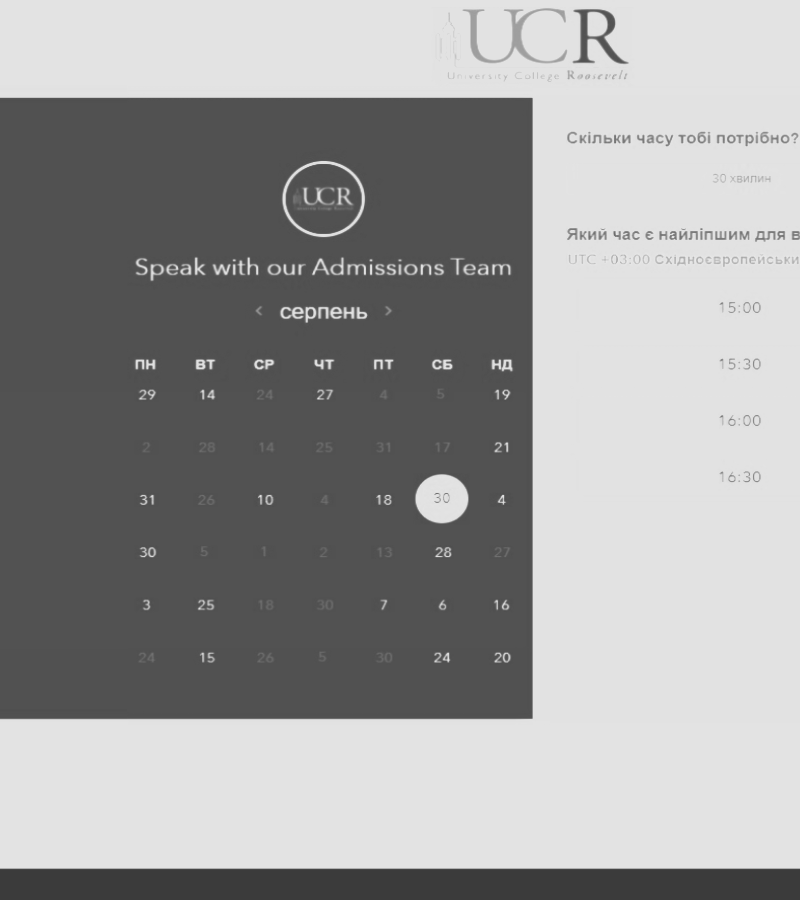 UCR
University College Roosevelt
UCR
Speak with our Admissions Team
< серпень >
ПН ВТ СР ЧТ ПТ СБ НД
29 14 24 27 4 5 19
2 28 14 25 31 17 21
31 26 10 4 18 30 4
30 5 1 2 13 28 27
3 25 18 30 7 6 16
24 15 26 5 30 24 20
Скільки часу тобі потрібно?
30 хвилин
Який час є найліпшим для в
UTC +03:00 Східноєвропейськи
15:00
15:30
16:00
16:30